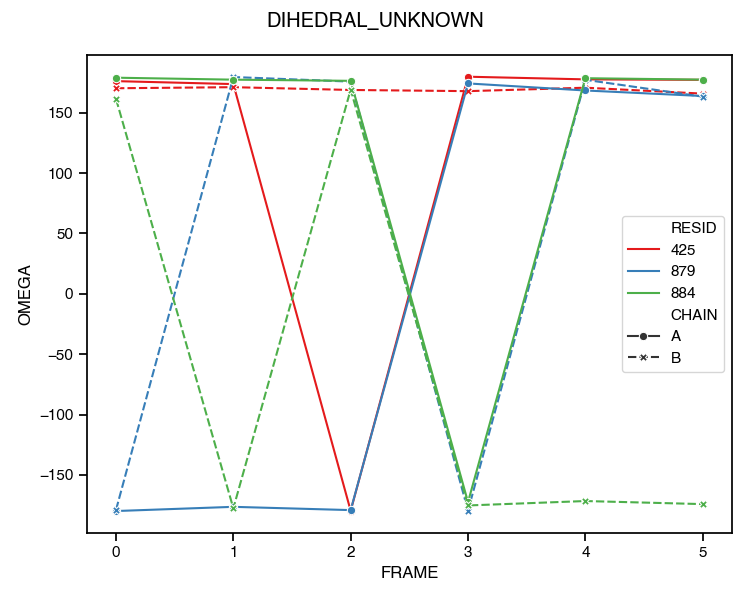 DIHEDRAL_UNKNOWN
150
100
50
0
−50
−100
−150
OMEGA
RESID
425
879
884
CHAIN
A
B
0 1 2 3 4 5
FRAME